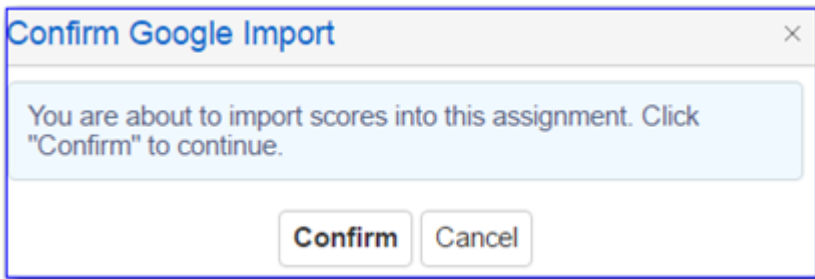 Confirm Google Import
You are about to import scores into this assignment. Click
"Confirm" to continue.
Confirm Cancel